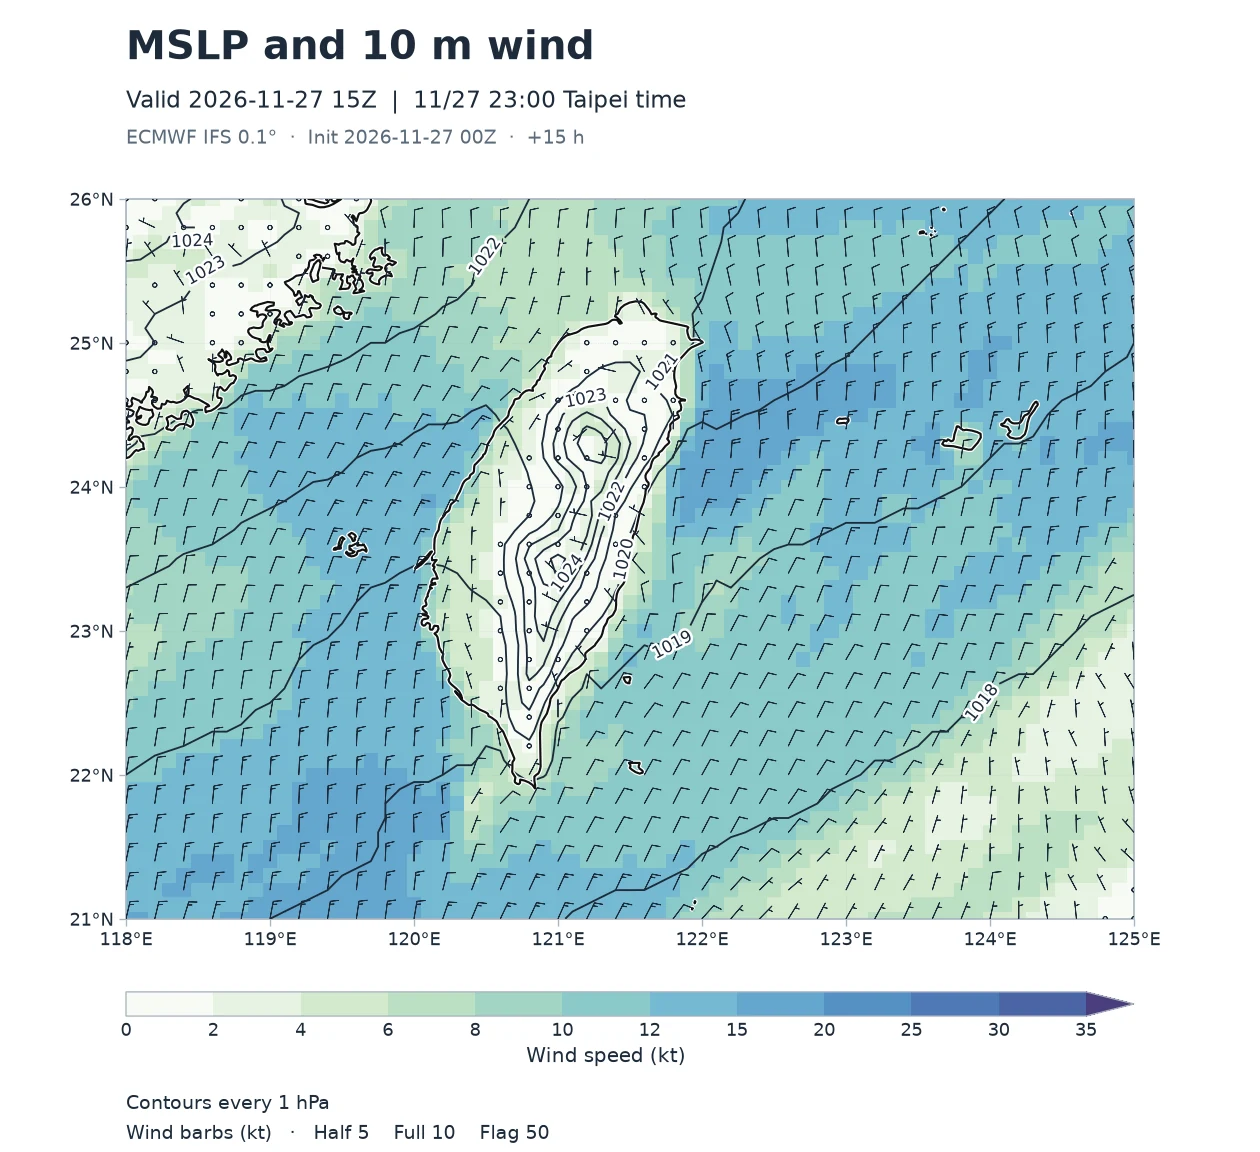 MSLP and 10 m wind
Valid 2026-11-27 15Z | 11/27 23:00 Taipei time
ECMWF IFS 0.1° · Init 2026-11-27 00Z · +15 h
26°N
1024
1022
1023
25°N
1021
1023
24°N
1022
1020
1024
23°N
1019
1018
22°N
21°N
118°E 119°E 120°E 121°E 122°E 123°E 124°E 125°E
0 2 4 6 8 10 12 15 20 25 30 35
Wind speed (kt)
Contours every 1 hPa
Wind barbs (kt) · Half 5 Full 10 Flag 50